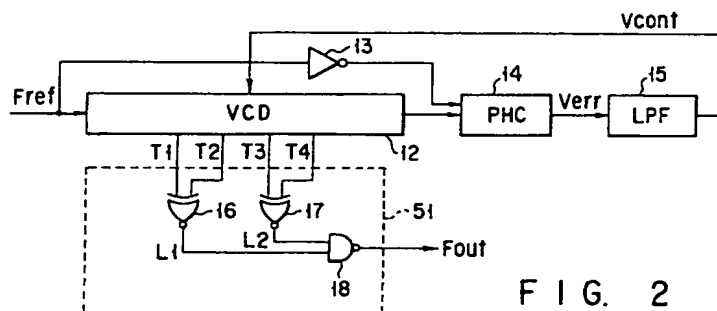 Vcont
13
14
15
Fref
VCD
PHC
Verr
LPF
12
T1 T2 T3 T4
16
17
51
L1
L2
18
Fout
FIG. 2